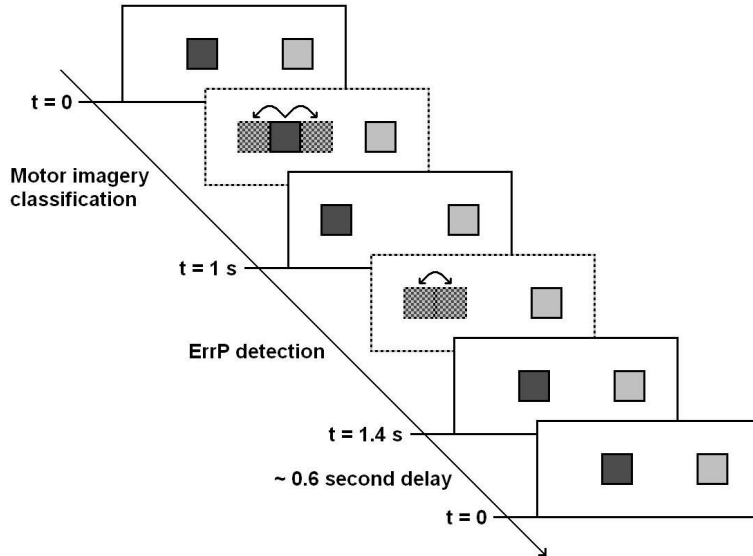 t = 0
Motor imagery
classification
t = 1 s
ErrP detection
t = 1.4 s
~ 0.6 second delay
t = 0